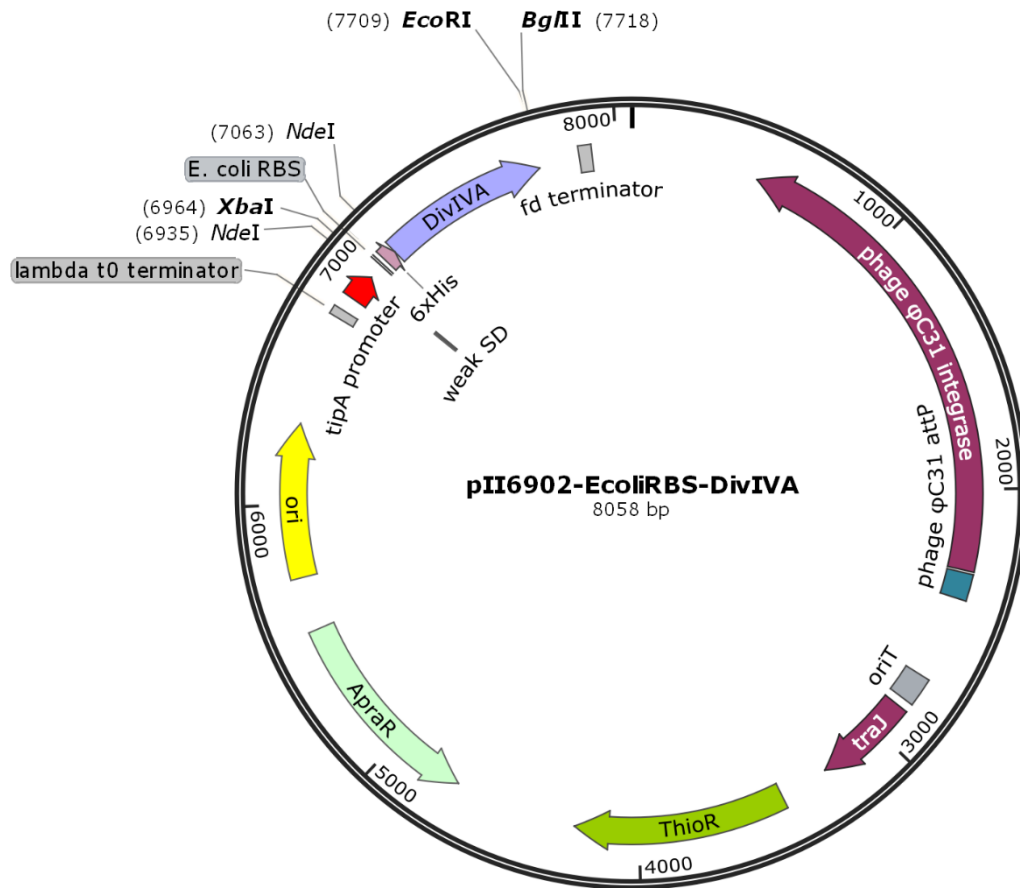 (7709) EcoRI BglII (7718)
(7063) NdeI
E. coli RBS
(6964) XbaI
(6935) NdeI
lambda t0 terminator
8000
7000
DivIVA
fd terminator
6xHis
weak SD
tipA promoter
1000
phage φC31 integrase
2000
phage φC31 attP
pII6902-EcoliRBS-DivIVA
8058 bp
ori
6000
oriT
traJ
3000
ApraR
5000
ThioR
4000